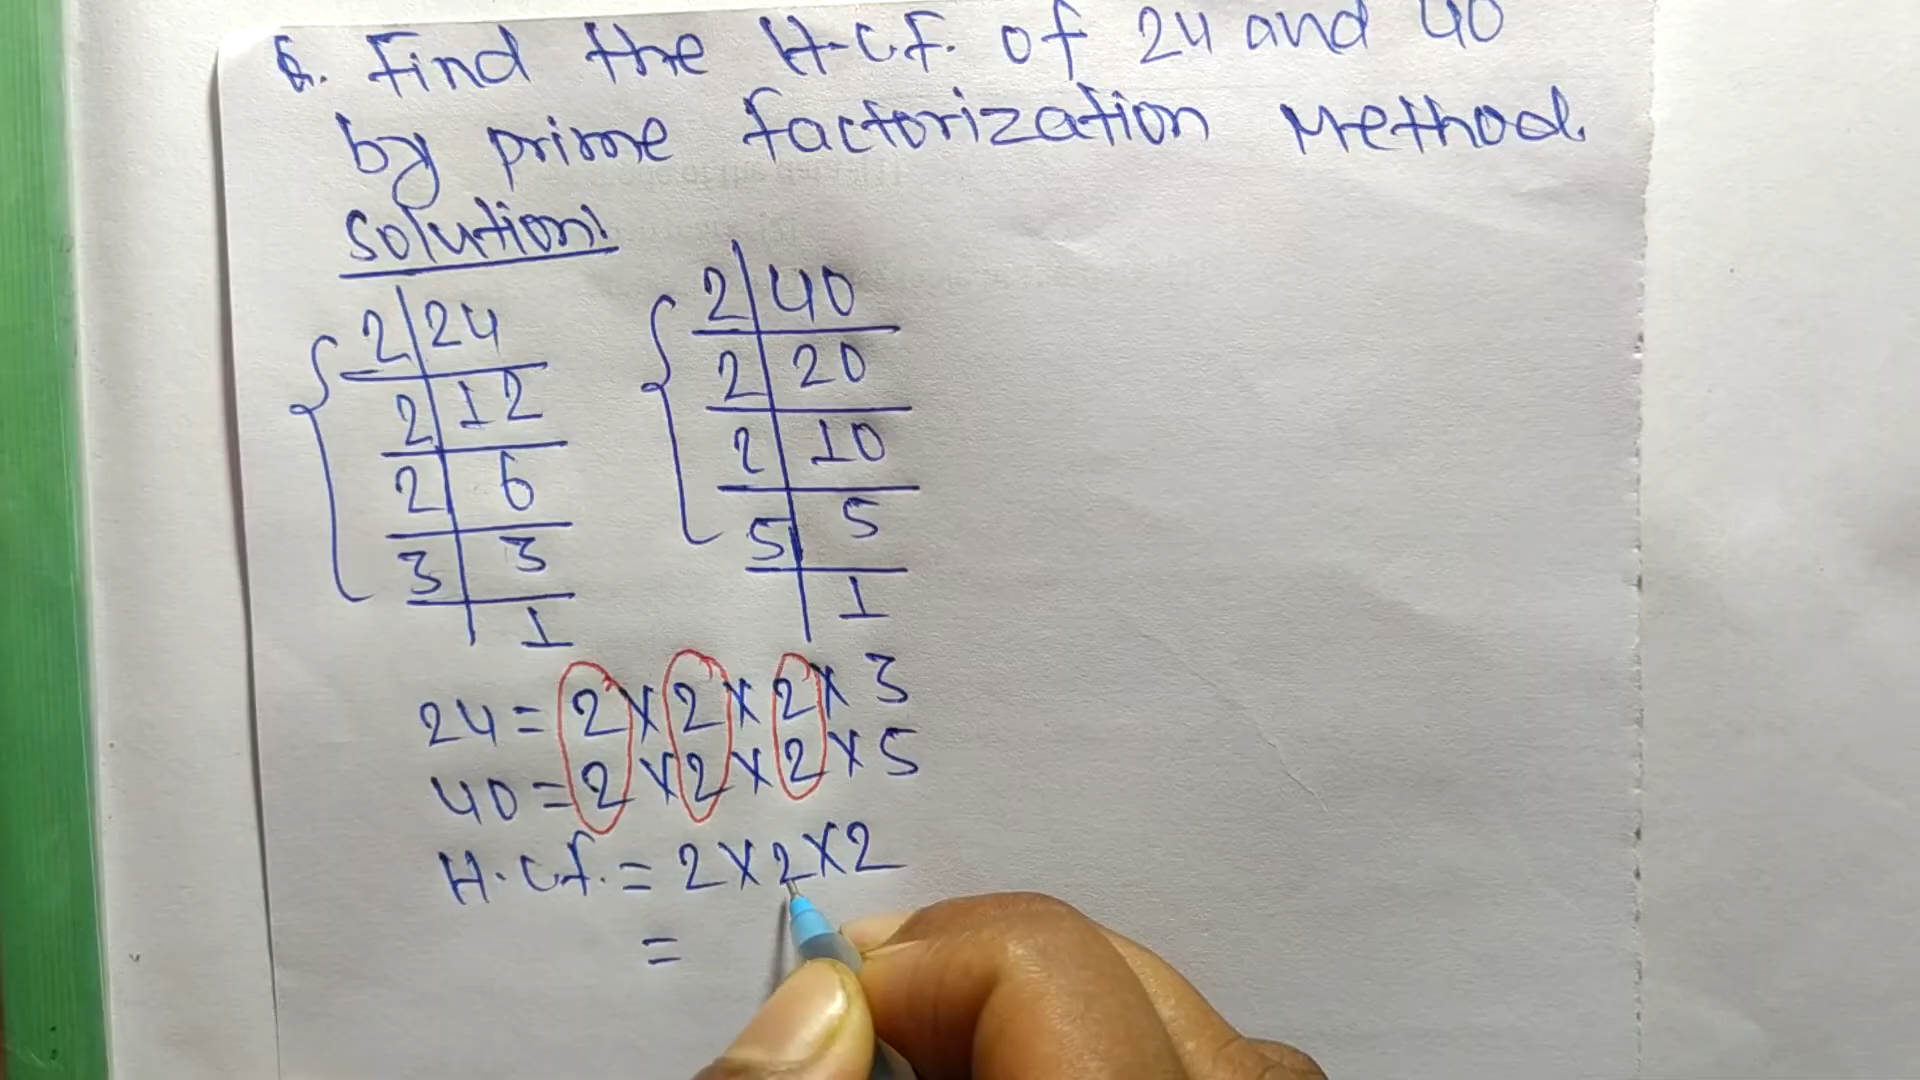 Q. Find the H.C.F. of 24 and 40
by prime factorization Method
Solution:
2 | 24
2 | 12
2 | 6
3 | 3
1
2 | 40
2 | 20
2 | 10
5 | 5
1
24 = 2 × 2 × 2 × 3
40 = 2 × 2 × 2 × 5
H.C.f. = 2 × 2 × 2
=